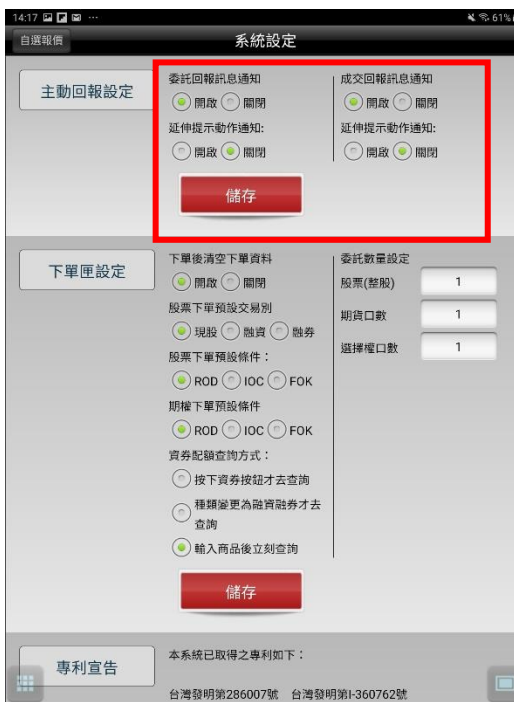 14:17
61%
自選報價
系統設定
主動回報設定
委託回報訊息通知
開啟 關閉
延伸提示動作通知:
開啟 關閉
成交回報訊息通知
開啟 關閉
延伸提示動作通知:
開啟 關閉
儲存
下單匣設定
下單後清空下單資料
開啟 關閉
股票下單預設交易別
現股 融資 融券
股票下單預設條件：
ROD IOC FOK
期權下單預設條件
ROD IOC FOK
資券配額查詢方式：
按下資券按鈕才去查詢
種類變更為融資融券才去
查詢
輸入商品後立刻查詢
委託數量設定
股票(整股) 1
期貨口數 1
選擇權口數 1
儲存
專利宣告
本系統已取得之專利如下：
台灣發明第286007號 台灣發明第I-360762號